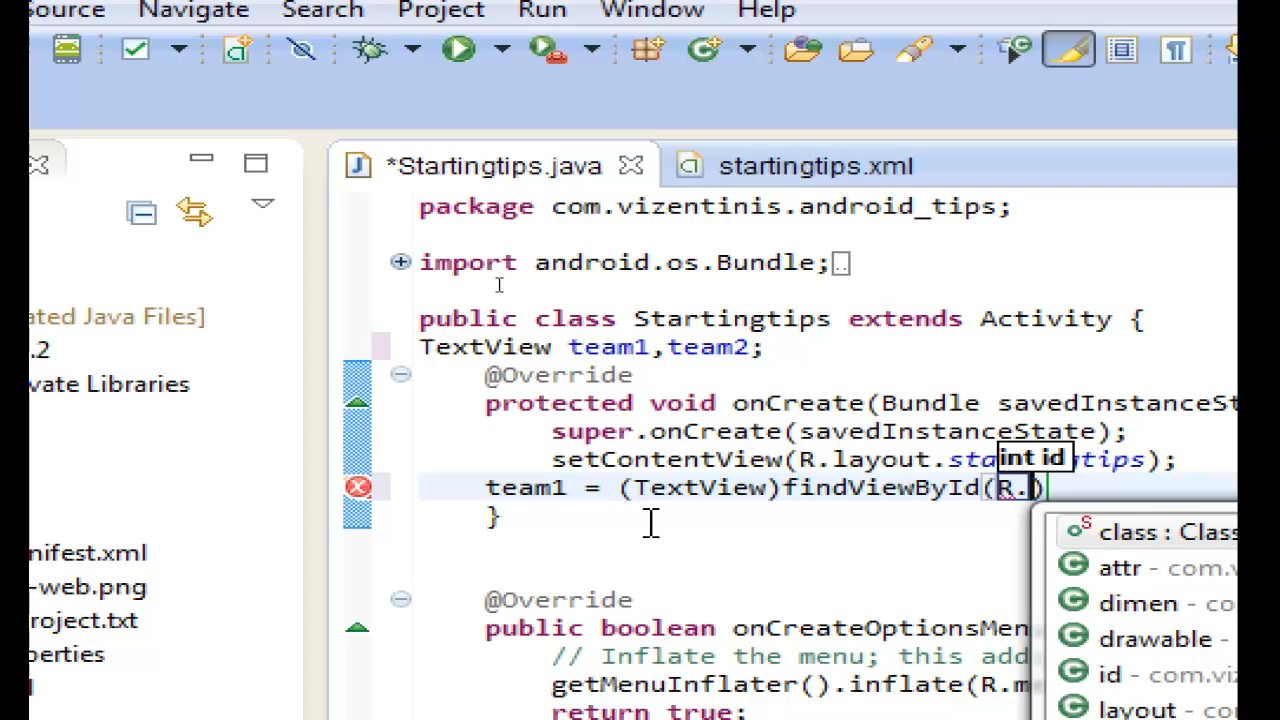 Source Navigate Search Project Run Window Help
*Startingtips.java startingtips.xml
package com.vizentinis.android_tips;
import android.os.Bundle;
ated Java Files]
public class Startingtips extends Activity {
.2
TextView team1,team2;
@Override
vate Libraries
protected void onCreate(Bundle savedInstanceSt
super.onCreate(savedInstanceState);
int id
setContentView(R.layout.sta gtips);
team1 = (TextView)findViewById(R.)
}
class : Class
nifest.xml
attr - com.v
-web.png
@Override
dimen - co
roject.txt
public boolean onCreateOptionsMen
drawable -
perties
// Inflate the menu; this add
id - com.viz
getMenuInflater().inflate(R.me
layout - co
return true;